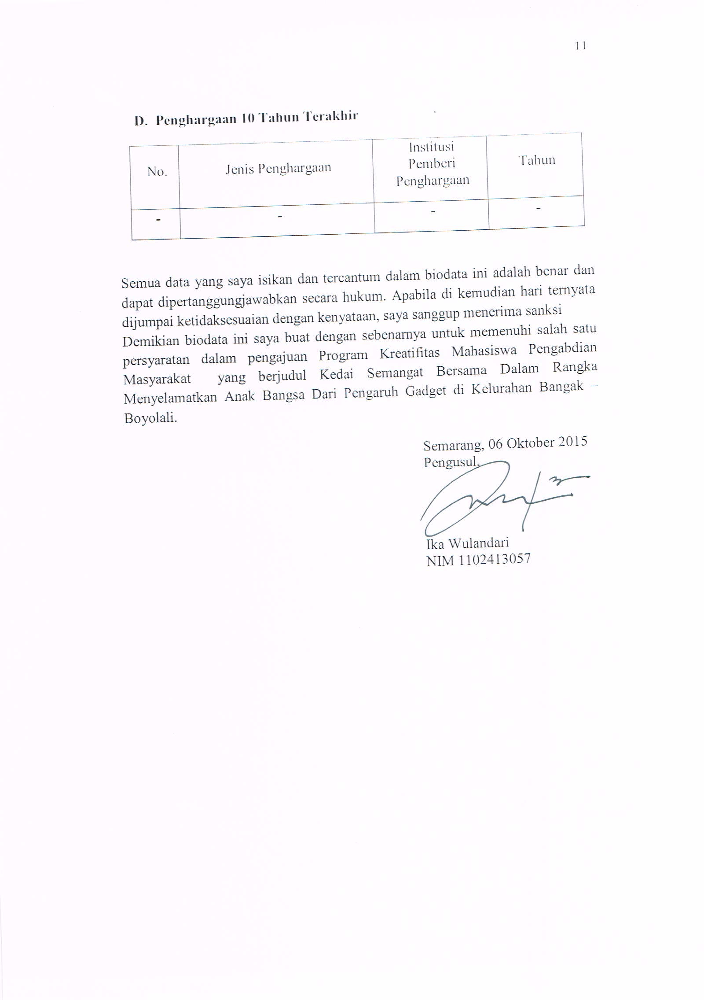 11
D. Penghargaan 10 Tahun Terakhir
No.
Jenis Penghargaan
Institusi
Pemberi
Penghargaan
Tahun
-
-
-
-
Semua data yang saya isikan dan tercantum dalam biodata ini adalah benar dan
dapat dipertanggungjawabkan secara hukum. Apabila di kemudian hari ternyata
dijumpai ketidaksesuaian dengan kenyataan, saya sanggup menerima sanksi
Demikian biodata ini saya buat dengan sebenarnya untuk memenuhi salah satu
persyaratan dalam pengajuan Program Kreatifitas Mahasiswa Pengabdian
Masyarakat yang berjudul Kedai Semangat Bersama Dalam Rangka
Menyelamatkan Anak Bangsa Dari Pengaruh Gadget di Kelurahan Bangak –
Boyolali.
Semarang, 06 Oktober 2015
Pengusul,
Ika Wulandari
NIM 1102413057